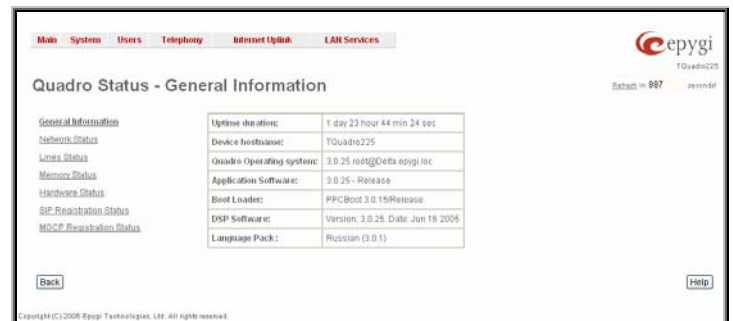 Main System Users Telephony Internet Uplink LAN Services
epygi
TQuadro225
Quadro Status - General Information
Refresh in 007 seconds
General Information
Network Status
Lines Status
Memory Status
Hardware Status
SIP Registration Status
MGCP Registration Status
Uptime duration: 1 day 23 hour 44 min 24 sec
Device hostname: TQuadro225
Quadro Operating system: 3.0.25 root@Delta.epygi.loc
Application Software: 3.0.25 - Release
Boot Loader: PPCBoot 3.0.15/Release
DSP Software: Version: 3.0.25. Date: Jun 16 2005
Language Pack: Russian (3.0.1)
Back
Help
Copyright (C) 2005 Epygi Technologies, Ltd. All rights reserved.